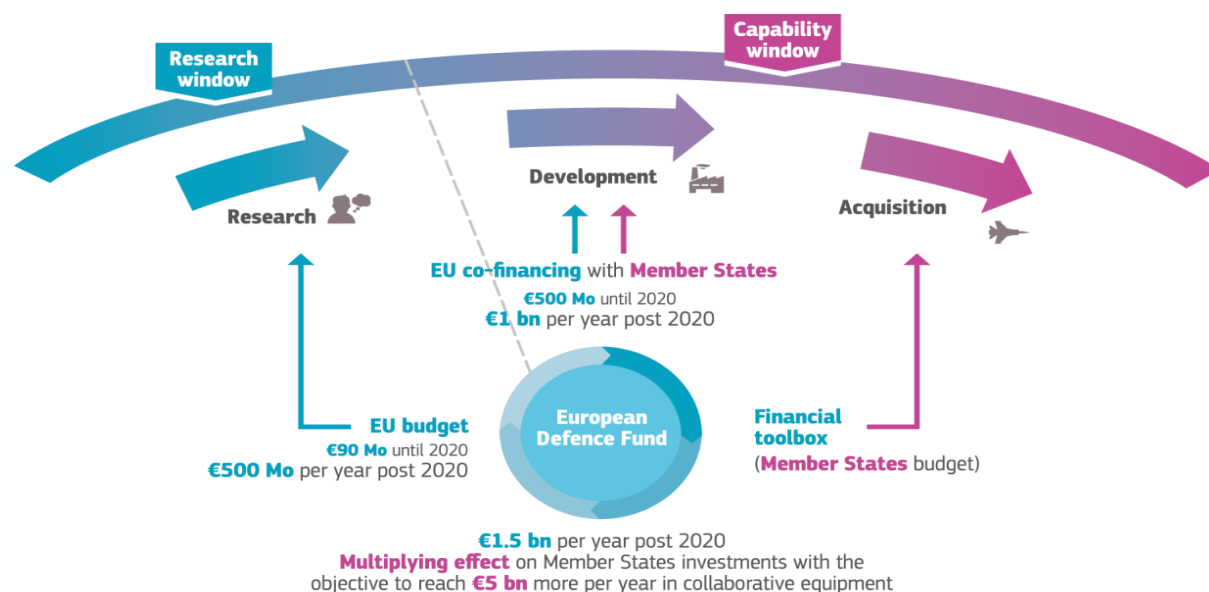 Research
window
Capability
window
Research
Development
Acquisition
EU co-financing with Member States
€500 Mo until 2020
€1 bn per year post 2020
EU budget
€90 Mo until 2020
€500 Mo per year post 2020
European
Defence Fund
Financial
toolbox
(Member States budget)
€1.5 bn per year post 2020
Multiplying effect on Member States investments with the
objective to reach €5 bn more per year in collaborative equipment